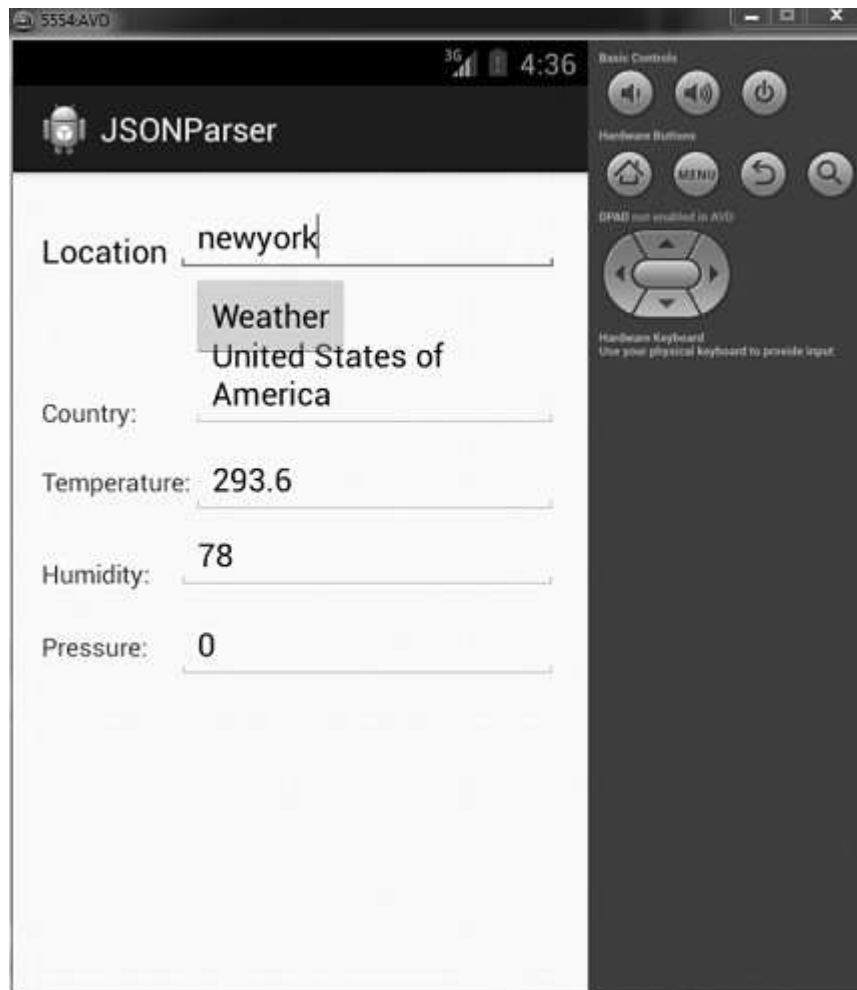 5554:AVD
3G 4:36
JSONParser
Location newyork
Weather
United States of
America
Country:
Temperature: 293.6
Humidity: 78
Pressure: 0
Basic Controls
Hardware Buttons
MENU
DPAD not enabled in AVD
Hardware Keyboard
Use your physical keyboard to provide input